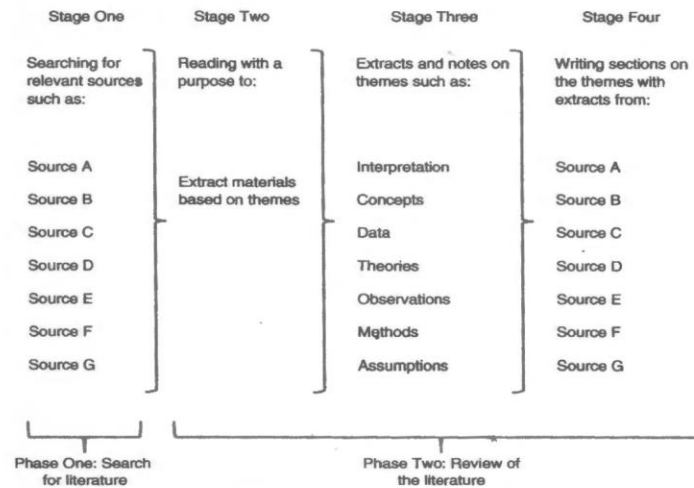 Stage One
Stage Two
Stage Three
Stage Four
Searching for
relevant sources
such as:
Reading with a
purpose to:
Extracts and notes on
themes such as:
Writing sections on
the themes with
extracts from:
Source A
Source B
Source C
Source D
Source E
Source F
Source G
Extract materials
based on themes
Interpretation
Concepts
Data
Theories
Observations
Methods
Assumptions
Source A
Source B
Source C
Source D
Source E
Source F
Source G
Phase One: Search
for literature
Phase Two: Review of
the literature